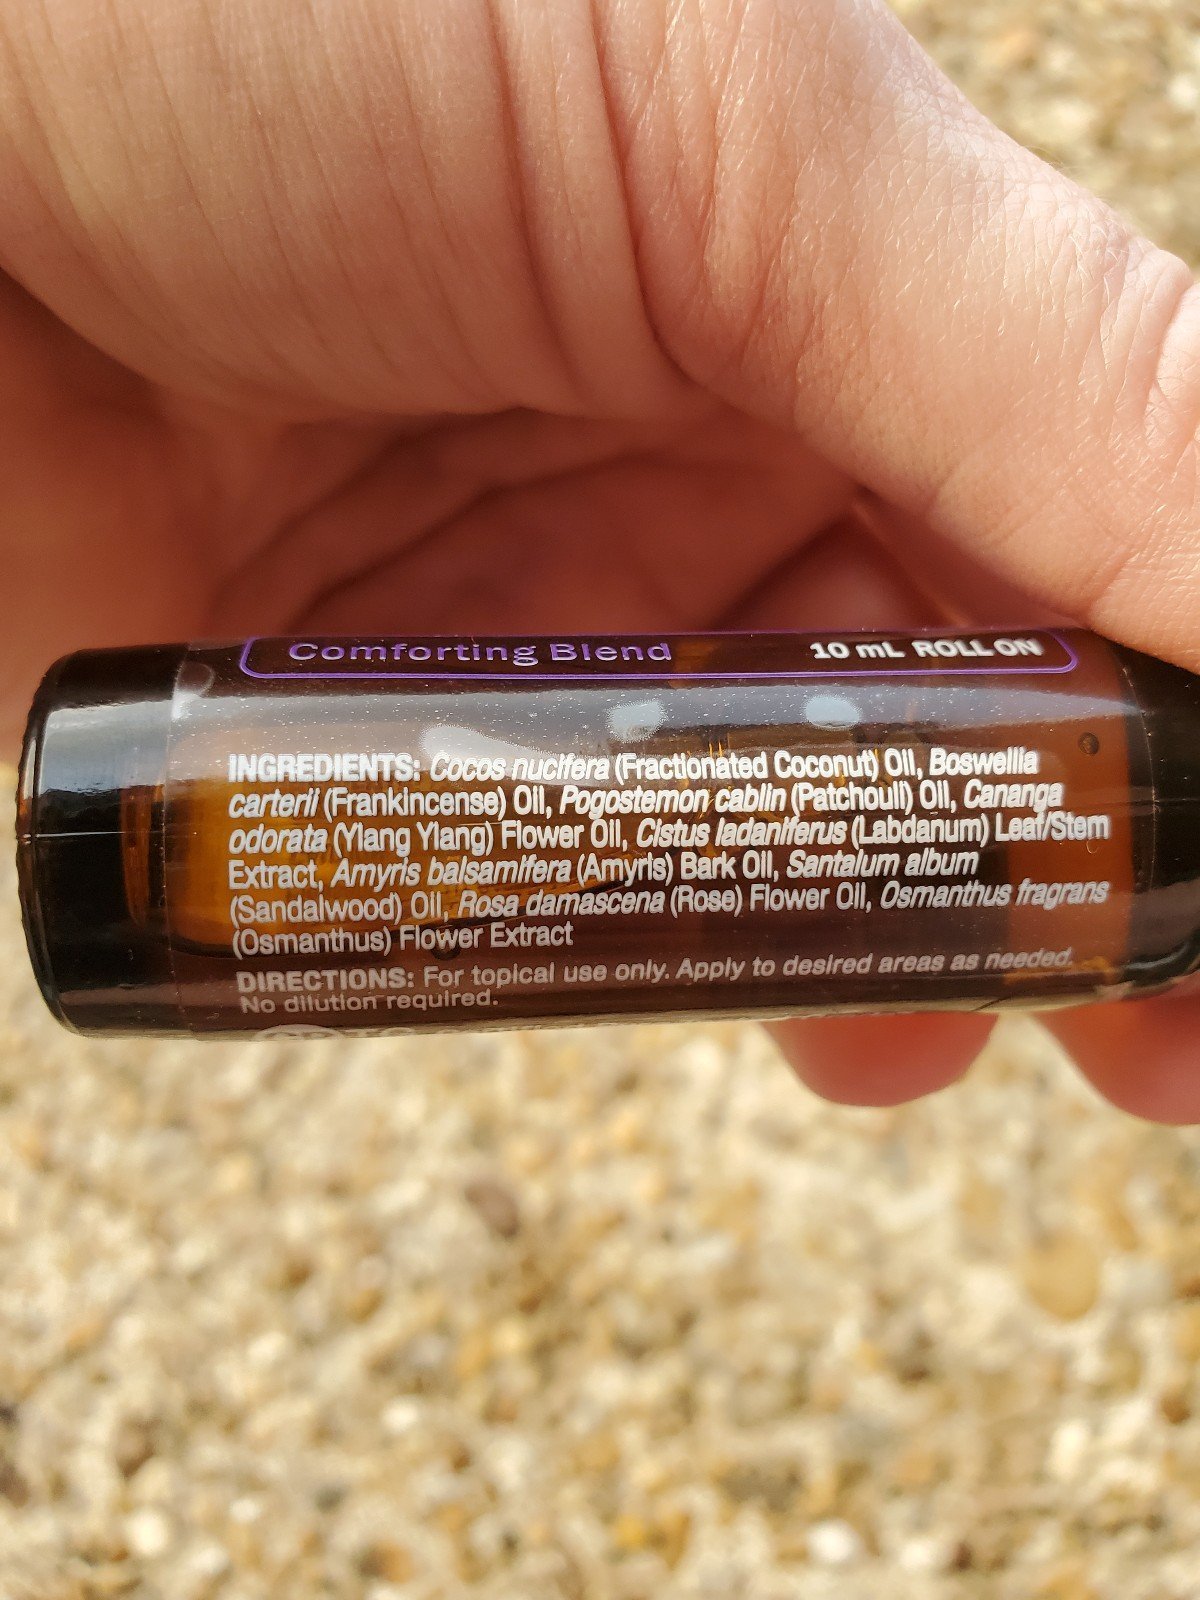 Comforting Blend 10 mL ROLL ON
INGREDIENTS: Cocos nucifera (Fractionated Coconut) Oil, Boswellia
carterii (Frankincense) Oil, Pogostemon cablin (Patchouli) Oil, Cananga
odorata (Ylang Ylang) Flower Oil, Cistus ladaniferus (Labdanum) Leaf/Stem
Extract, Amyris balsamifera (Amyris) Bark Oil, Santalum album
(Sandalwood) Oil, Rosa damascena (Rose) Flower Oil, Osmanthus fragrans
(Osmanthus) Flower Extract
DIRECTIONS: For topical use only. Apply to desired areas as needed.
No dilution required.